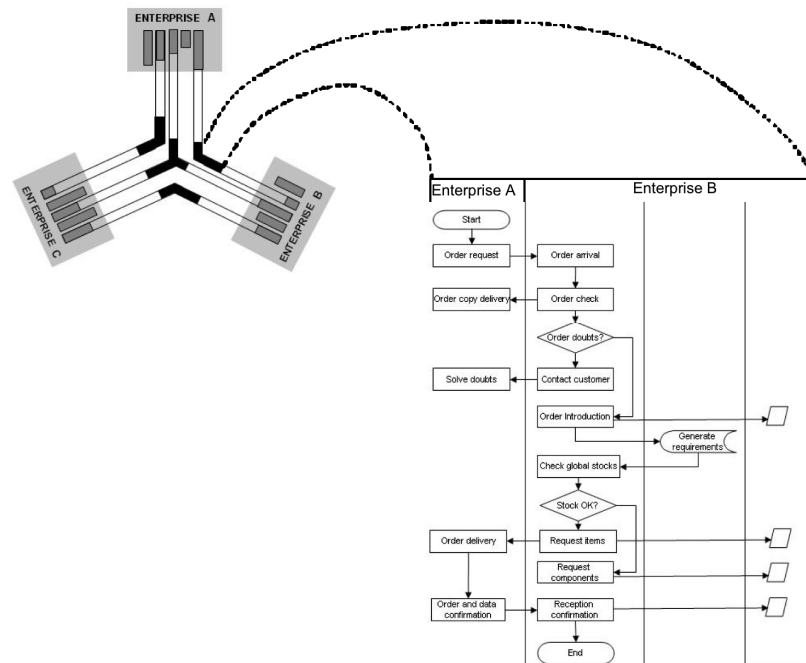 ENTERPRISE A
ENTERPRISE B
ENTERPRISE C
Enterprise A
Enterprise B
Start
Order request
Order arrival
Order copy delivery
Order check
Order doubts?
Solve doubts
Contact customer
Order Introduction
Generate
requirements
Check global stocks
Stock OK?
Order delivery
Request items
Request
components
Order and data
confirmation
Reception
confirmation
End